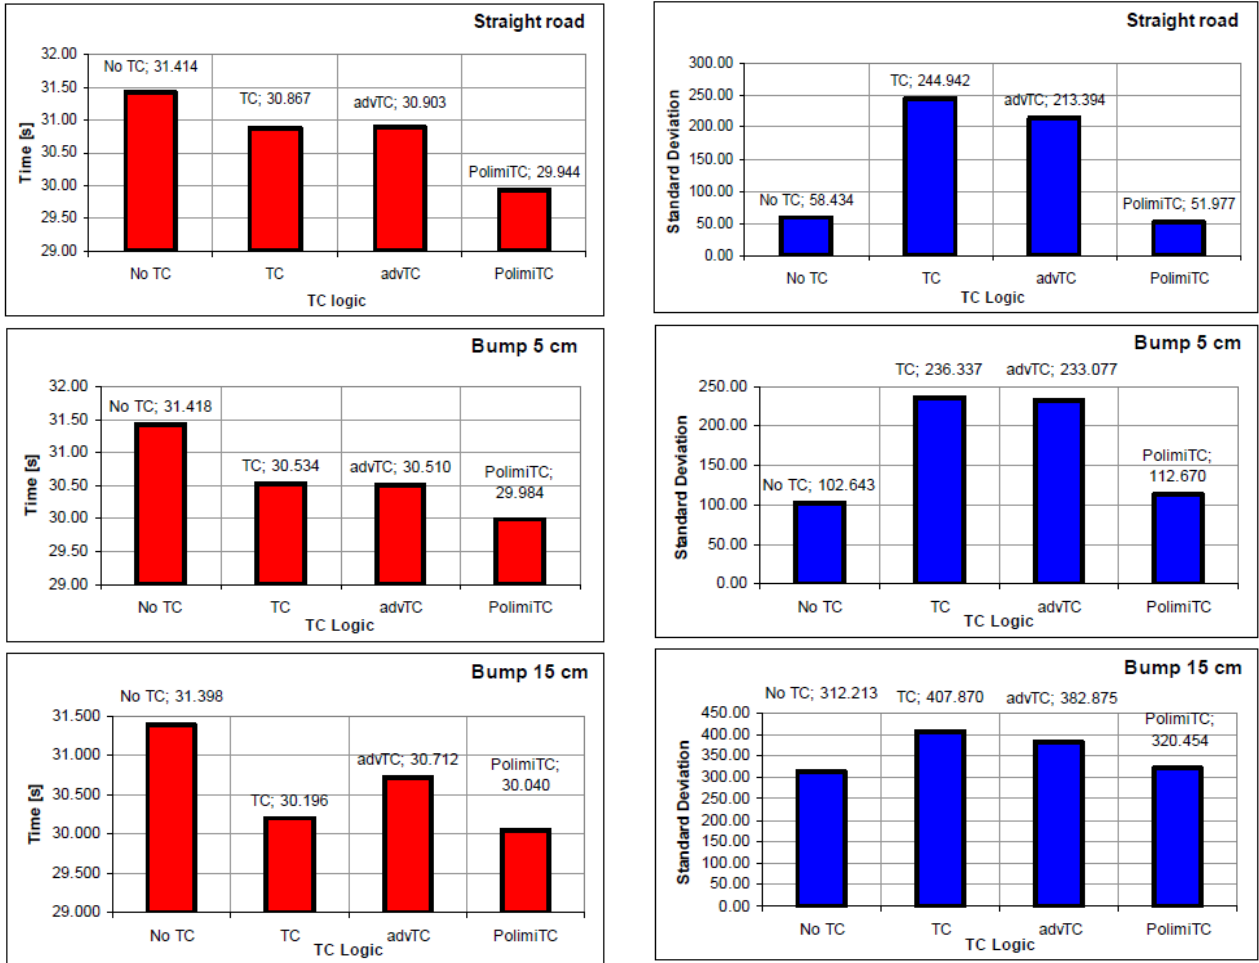 Straight road
32.00
31.50
31.00
30.50
30.00
29.50
29.00
Time [s]
No TC; 31.414
TC; 30.867
advTC; 30.903
PolimiTC; 29.944
No TC
TC
advTC
PolimiTC
TC logic
Straight road
300.00
250.00
200.00
150.00
100.00
50.00
0.00
Standard Deviation
No TC; 58.434
TC; 244.942
advTC; 213.394
PolimiTC; 51.977
No TC
TC
advTC
PolimiTC
TC Logic
Bump 5 cm
32.00
31.50
31.00
30.50
30.00
29.50
29.00
Time [s]
No TC; 31.418
TC; 30.534
advTC; 30.510
PolimiTC;
29.984
No TC
TC
advTC
PolimiTC
TC Logic
Bump 5 cm
250.00
200.00
150.00
100.00
50.00
0.00
Standard Deviation
No TC; 102.643
TC; 236.337
advTC; 233.077
PolimiTC;
112.670
No TC
TC
advTC
PolimiTC
TC Logic
Bump 15 cm
31.500
31.000
30.500
30.000
29.500
29.000
Time [s]
No TC; 31.398
TC; 30.196
advTC; 30.712
PolimiTC;
30.040
No TC
TC
advTC
PolimiTC
TC Logic
Bump 15 cm
450.00
400.00
350.00
300.00
250.00
200.00
150.00
100.00
50.00
0.00
Standard Deviation
No TC; 312.213
TC; 407.870
advTC; 382.875
PolimiTC;
320.454
No TC
TC
advTC
PolimiTC
TC Logic